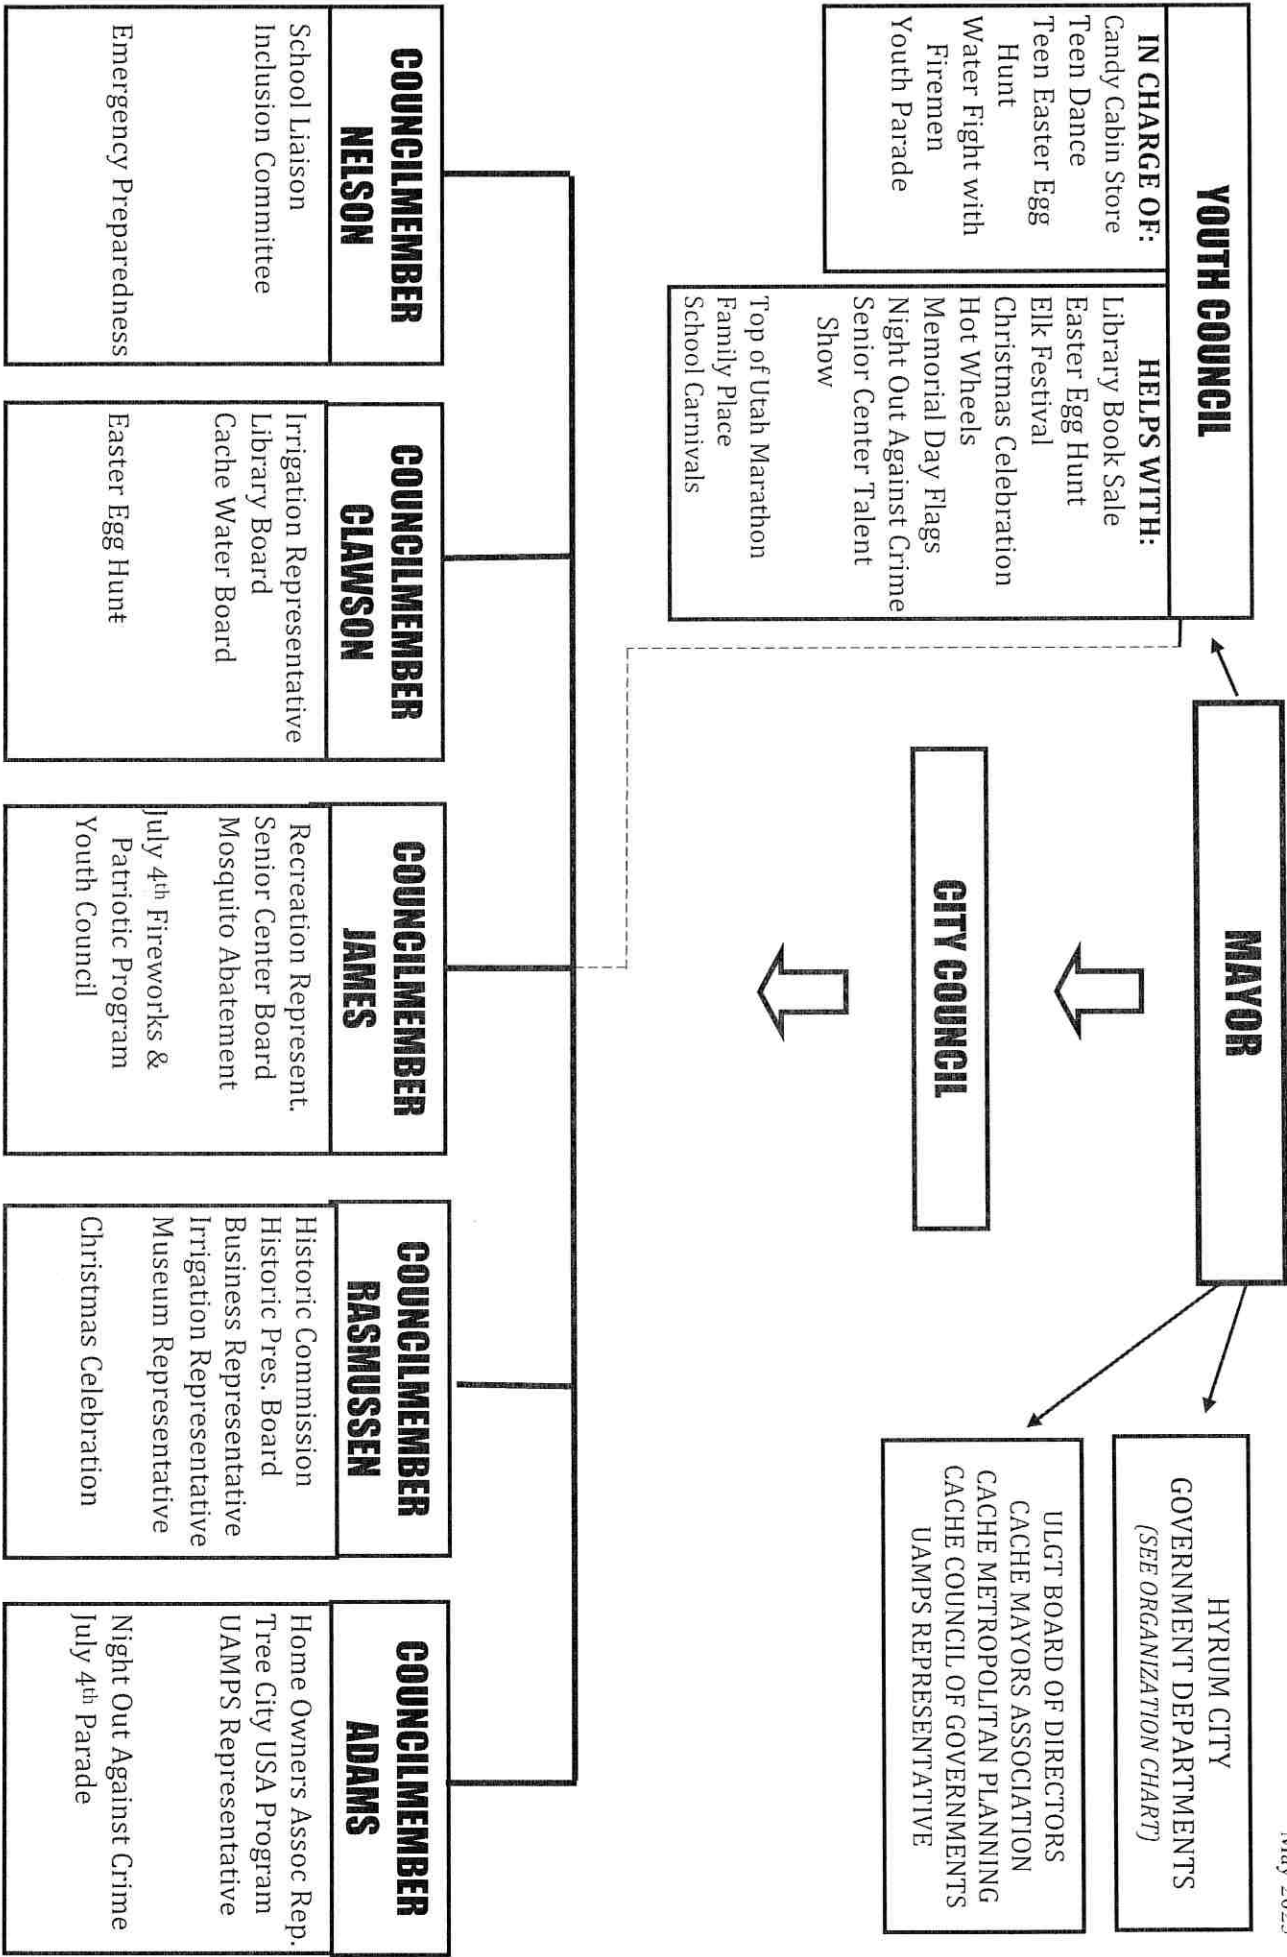 May
MAYOR
HYRUM CITY
GOVERNMENT DEPARTMENTS
(SEE ORGANIZATION CHART)
ULGT BOARD OF DIRECTORS
CACHE MAYORS ASSOCIATION
CACHE METROPOLITAN PLANNING
CACHE COUNCIL OF GOVERNMENTS
UAMPS REPRESENTATIVE
YOUTH COUNCIL
IN CHARGE OF:
Candy Cabin Store
Teen Dance
Teen Easter Egg
Hunt
Water Fight with
Firemen
Youth Parade
HELPS WITH:
Library Book Sale
Easter Egg Hunt
Elk Festival
Christmas Celebration
Hot Wheels
Memorial Day Flags
Night Out Against Crime
Senior Center Talent
Show
Top of Utah Marathon
Family Place
School Carnivals
CITY COUNCIL
COUNCILMEMBER
NELSON
School Liaison
Inclusion Committee
Emergency Preparedness
COUNCILMEMBER
CLAWSON
Irrigation Representative
Library Board
Cache Water Board
Easter Egg Hunt
COUNCILMEMBER
JAMES
Recreation Represent.
Senior Center Board
Mosquito Abatement
July 4th Fireworks &
Patriotic Program
Youth Council
COUNCILMEMBER
RASMUSSEN
Historic Commission
Historic Pres. Board
Business Representative
Irrigation Representative
Museum Representative
Christmas Celebration
COUNCILMEMBER
ADAMS
Home Owners Assoc Rep.
Tree City USA Program
UAMPS Representative
Night Out Against Crime
July 4th Parade